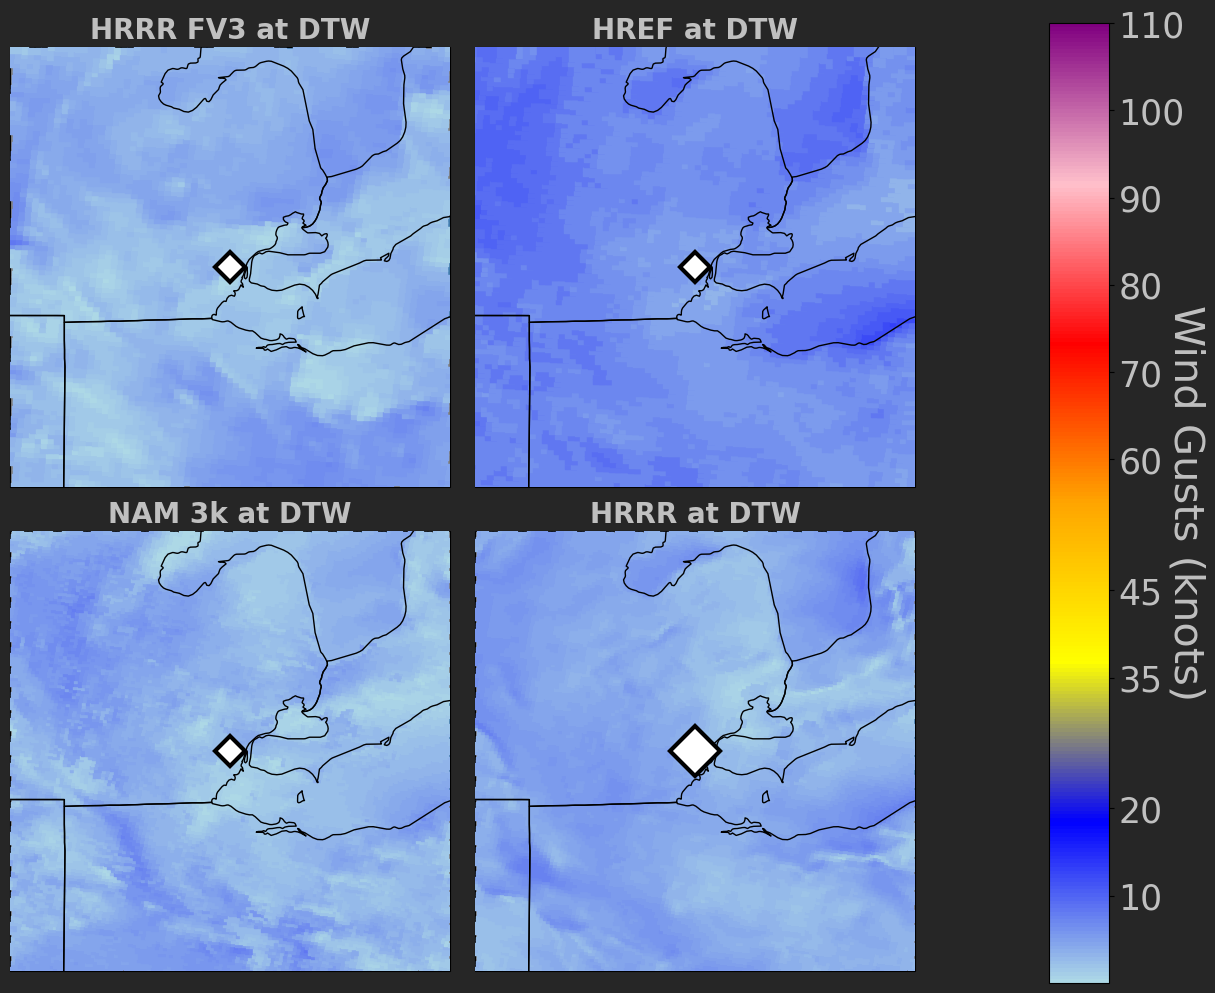 HRRR FV3 at DTW
HREF at DTW
NAM 3k at DTW
HRRR at DTW
110
100
90
80
70
60
45
35
20
10
Wind Gusts (knots)